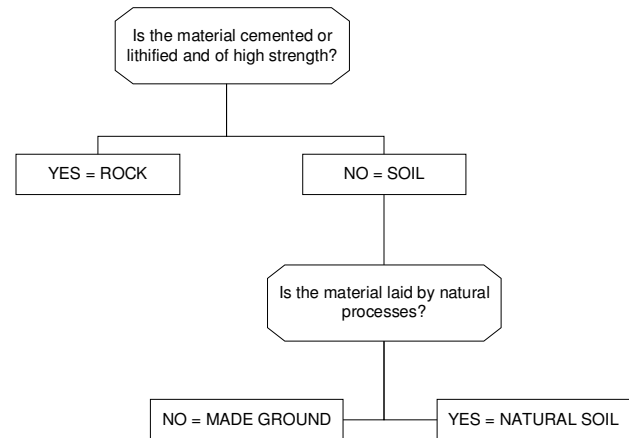 Is the material cemented or
lithified and of high strength?
YES = ROCK
NO = SOIL
Is the material laid by natural
processes?
NO = MADE GROUND
YES = NATURAL SOIL